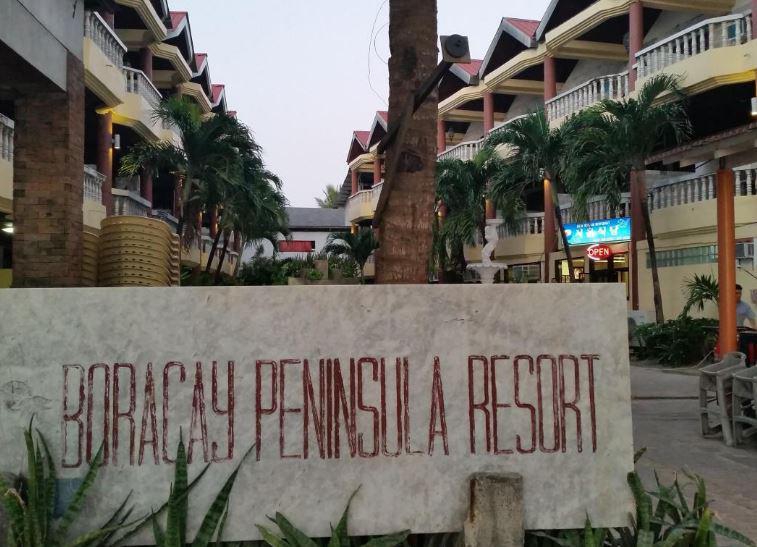 OPEN
BORACAY PENINSULA RESORT